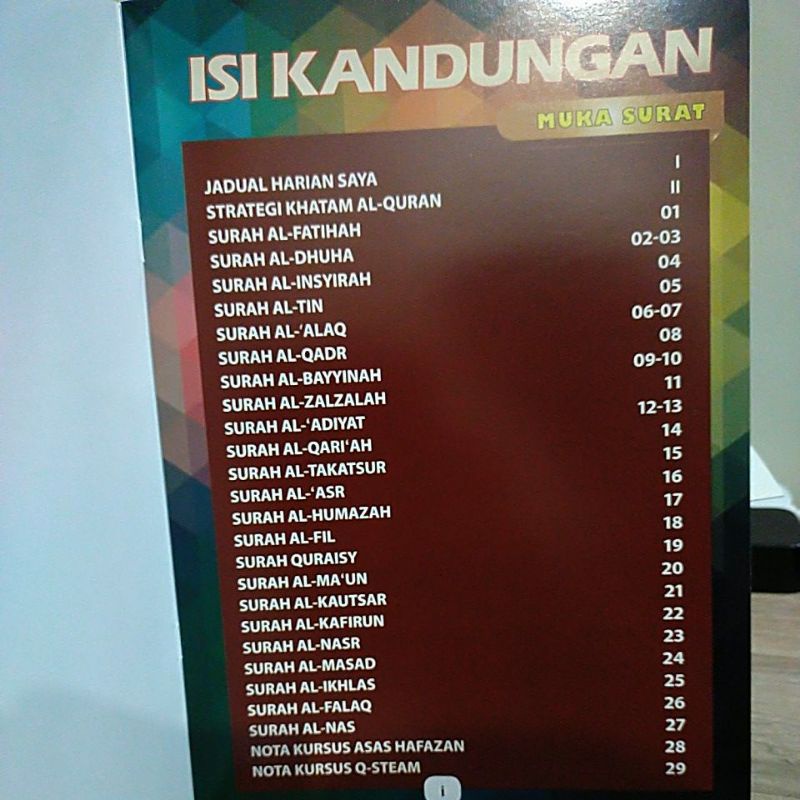 ISI KANDUNGAN
MUKA SURAT
JADUAL HARIAN SAYA I
STRATEGI KHATAM AL-QURAN II
SURAH AL-FATIHAH 01
SURAH AL-DHUHA 02-03
SURAH AL-INSYIRAH 04
SURAH AL-TIN 05
SURAH AL-‘ALAQ 06-07
SURAH AL-QADR 08
SURAH AL-BAYYINAH 09-10
SURAH AL-ZALZALAH 11
SURAH AL-‘ADIYAT 12-13
SURAH AL-QARI‘AH 14
SURAH AL-TAKATSUR 15
SURAH AL-‘ASR 16
SURAH AL-HUMAZAH 17
SURAH AL-FIL 18
SURAH QURAISY 19
SURAH AL-MA‘UN 20
SURAH AL-KAUTSAR 21
SURAH AL-KAFIRUN 22
SURAH AL-NASR 23
SURAH AL-MASAD 24
SURAH AL-IKHLAS 25
SURAH AL-FALAQ 26
SURAH AL-NAS 27
NOTA KURSUS ASAS HAFAZAN 28
NOTA KURSUS Q-STEAM 29
i